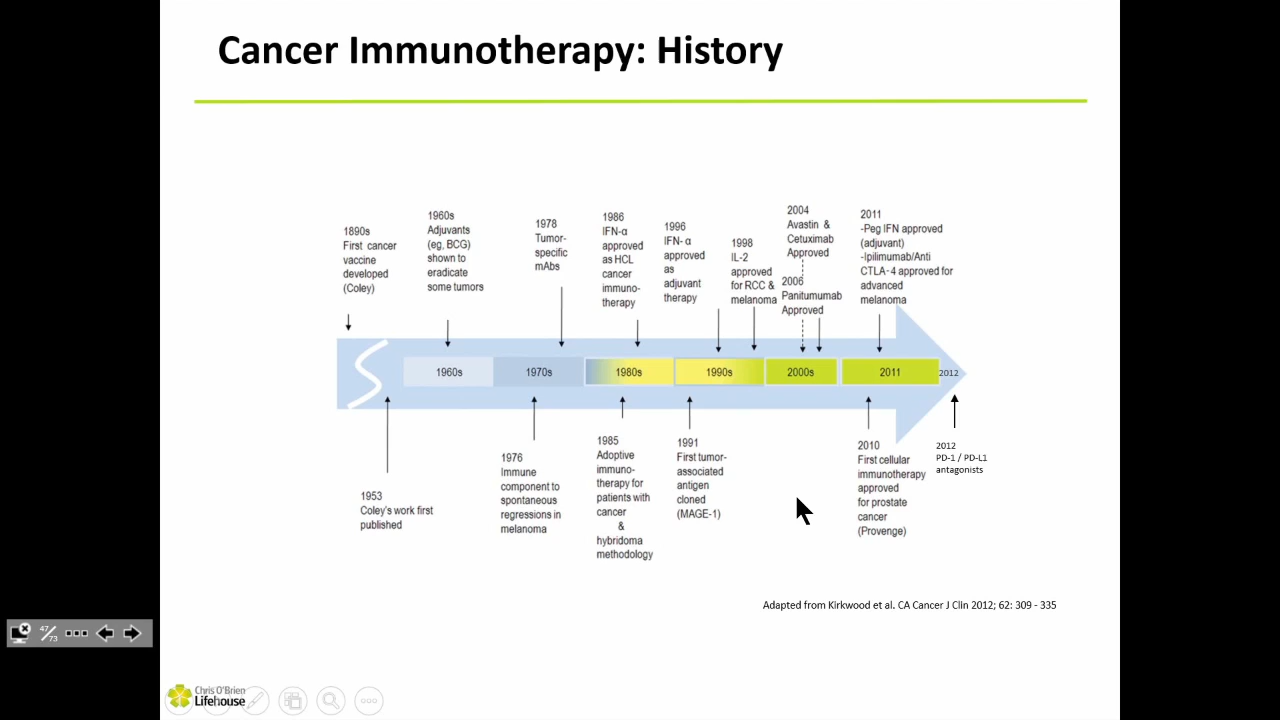 Cancer Immunotherapy: History
1890s
First cancer
vaccine
developed
(Coley)
1960s
Adjuvants
(eg, BCG)
shown to
eradicate
some tumors
1978
Tumor-
specific
mAbs
1986
IFN-α
approved
as HCL
cancer
immuno-
therapy
1996
IFN- α
approved
as
adjuvant
therapy
1998
IL-2
approved
for RCC &
melanoma
2004
Avastin &
Cetuximab
Approved
2006
Panitumumab
Approved
2011
-Peg IFN approved
(adjuvant)
-Ipilimumab/Anti
CTLA-4 approved for
advanced
melanoma
1960s
1970s
1980s
1990s
2000s
2011
2012
1953
Coley's work first
published
1976
Immune
component to
spontaneous
regressions in
melanoma
1985
Adoptive
immuno-
therapy for
patients with
cancer
&
hybridoma
methodology
1991
First tumor-
associated
antigen
cloned
(MAGE-1)
2010
First cellular
immunotherapy
approved
for prostate
cancer
(Provenge)
2012
PD-1 / PD-L1
antagonists
Adapted from Kirkwood et al. CA Cancer J Clin 2012; 62: 309 - 335
47/73
Chris O'Brien
Lifehouse